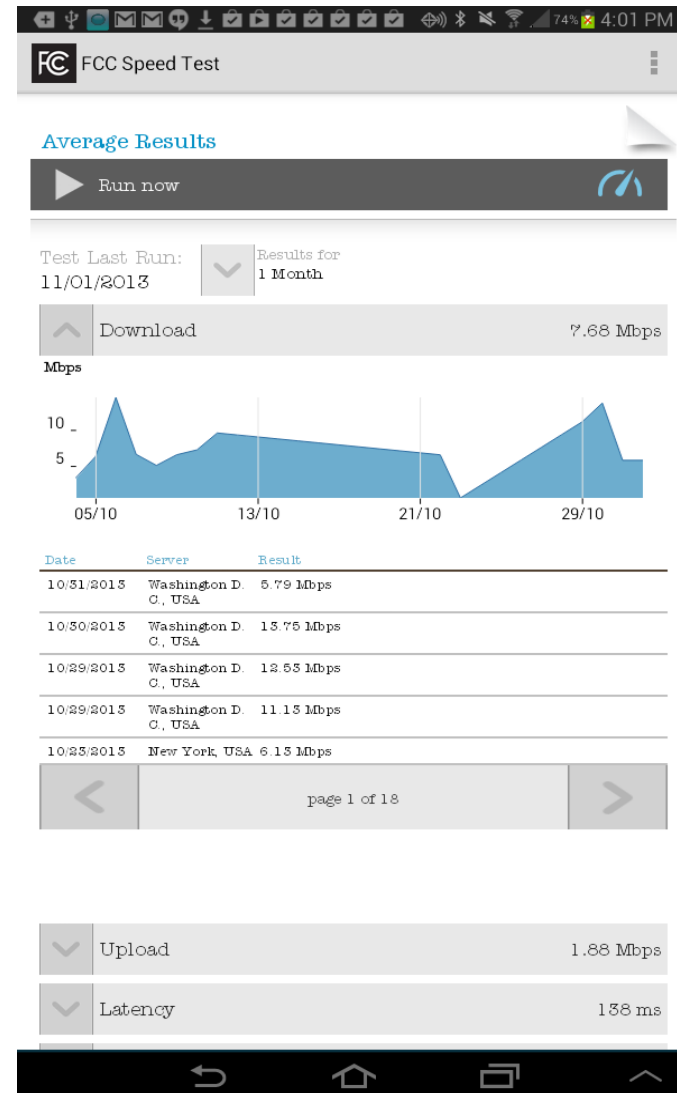 74% 4:01 PM
FCC FCC Speed Test
Average Results
Run now
Test Last Run:
11/01/2013
Results for
1 Month
Download 7.68 Mbps
Mbps
10
5
05/10 13/10 21/10 29/10
Date Server Result
10/31/2013 Washington D. 5.79 Mbps
C., USA
10/30/2013 Washington D. 13.75 Mbps
C., USA
10/29/2013 Washington D. 12.53 Mbps
C., USA
10/29/2013 Washington D. 11.13 Mbps
C., USA
10/23/2013 New York, USA 6.13 Mbps
page 1 of 18
Upload 1.88 Mbps
Latency 138 ms